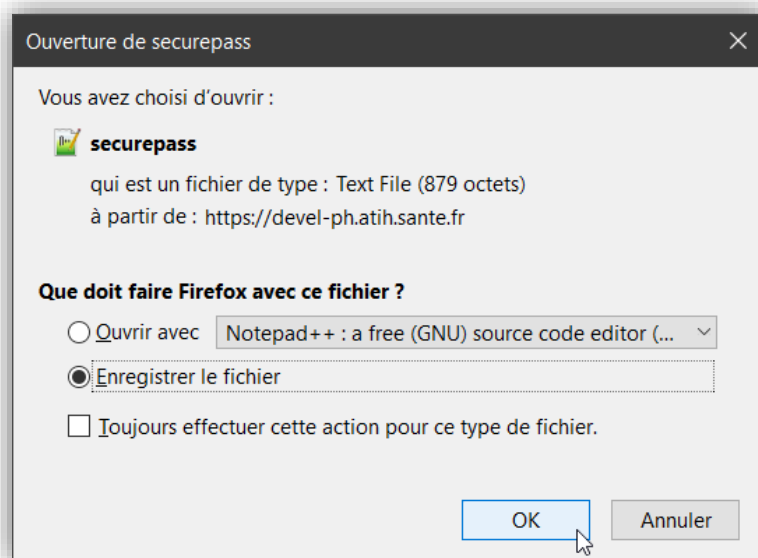 Ouverture de securepass
Vous avez choisi d’ouvrir :
securepass
qui est un fichier de type : Text File (879 octets)
à partir de : https://devel-ph.atih.sante.fr
Que doit faire Firefox avec ce fichier ?
Ouvrir avec Notepad++ : a free (GNU) source code editor (...
Enregistrer le fichier
Toujours effectuer cette action pour ce type de fichier.
OK Annuler